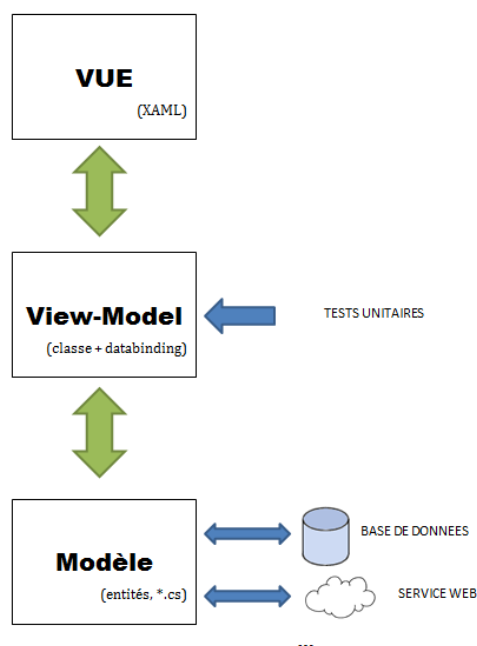 VUE
(XAML)
View-Model
(classe + databinding)
TESTS UNITAIRES
BASE DE DONNEES
Modèle
(entités, *.cs)
SERVICE WEB
...